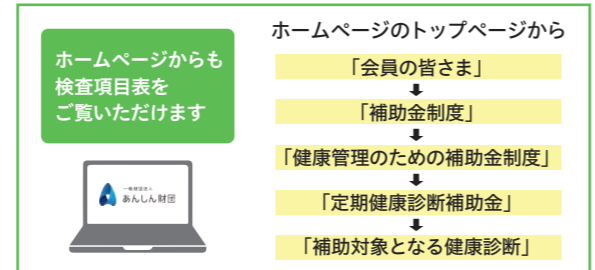 ホームページからも
検査項目表を
ご覧いただけます
一般財団法人
あんしん財団
ホームページのトップページから
「会員の皆さま」
⬇
「補助金制度」
⬇
「健康管理のための補助金制度」
⬇
「定期健康診断補助金」
⬇
「補助対象となる健康診断」